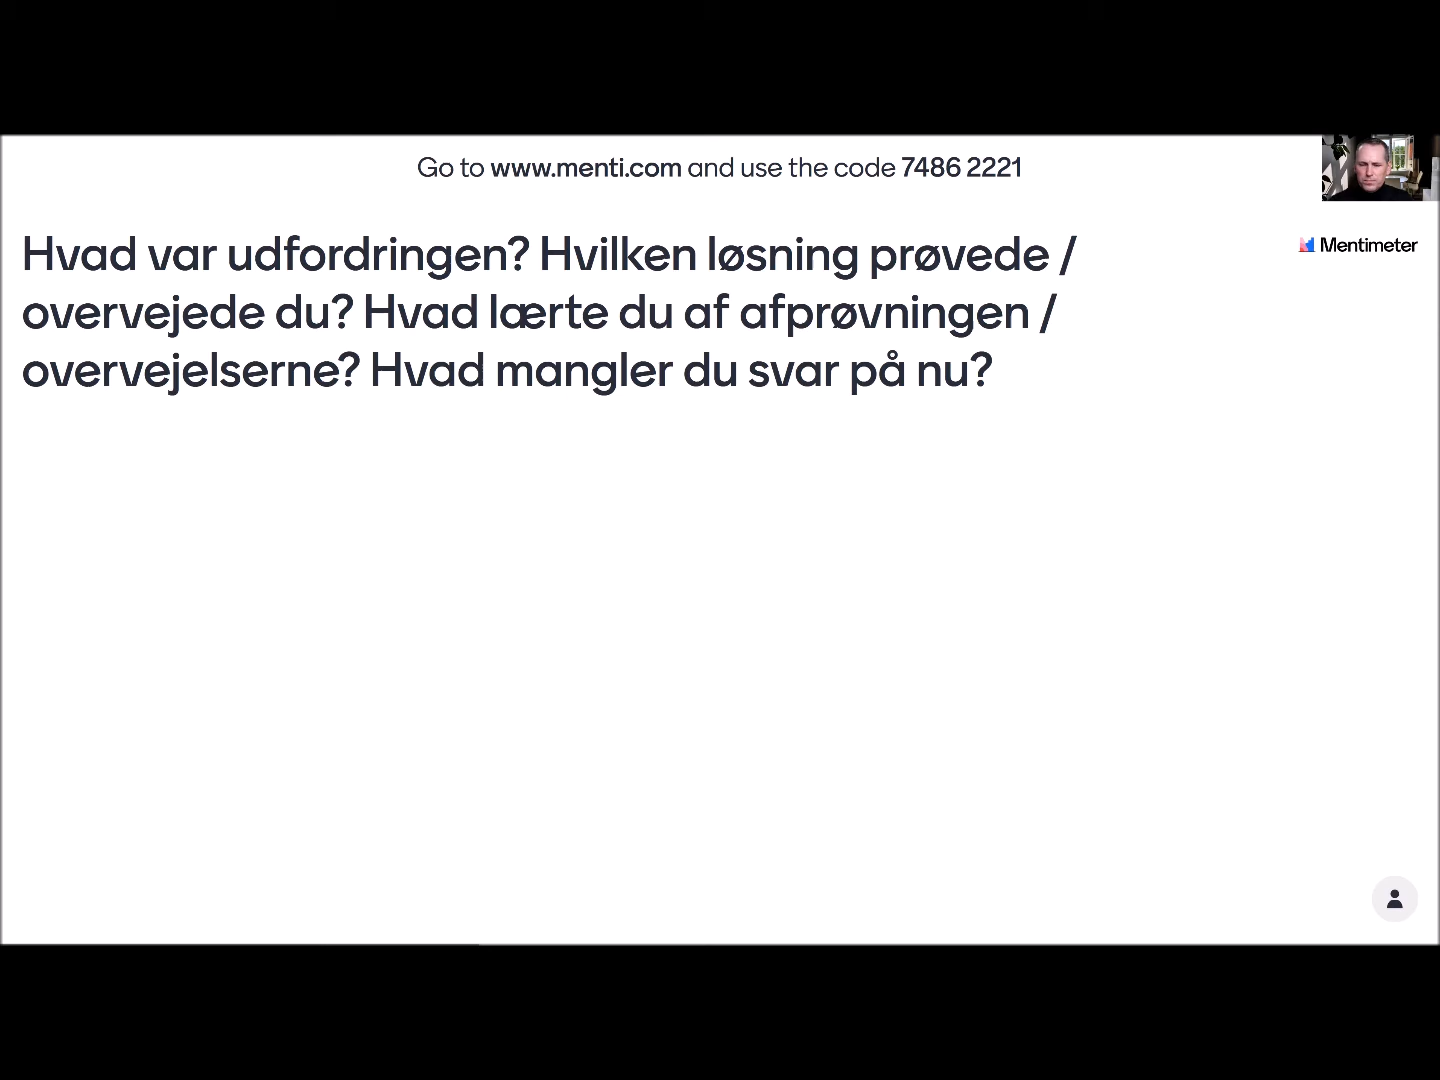 Go to www.menti.com and use the code 7486 2221
Hvad var udfordringen? Hvilken løsning prøvede /
overvejede du? Hvad lærte du af afprøvningen /
overvejelserne? Hvad mangler du svar på nu?
Mentimeter